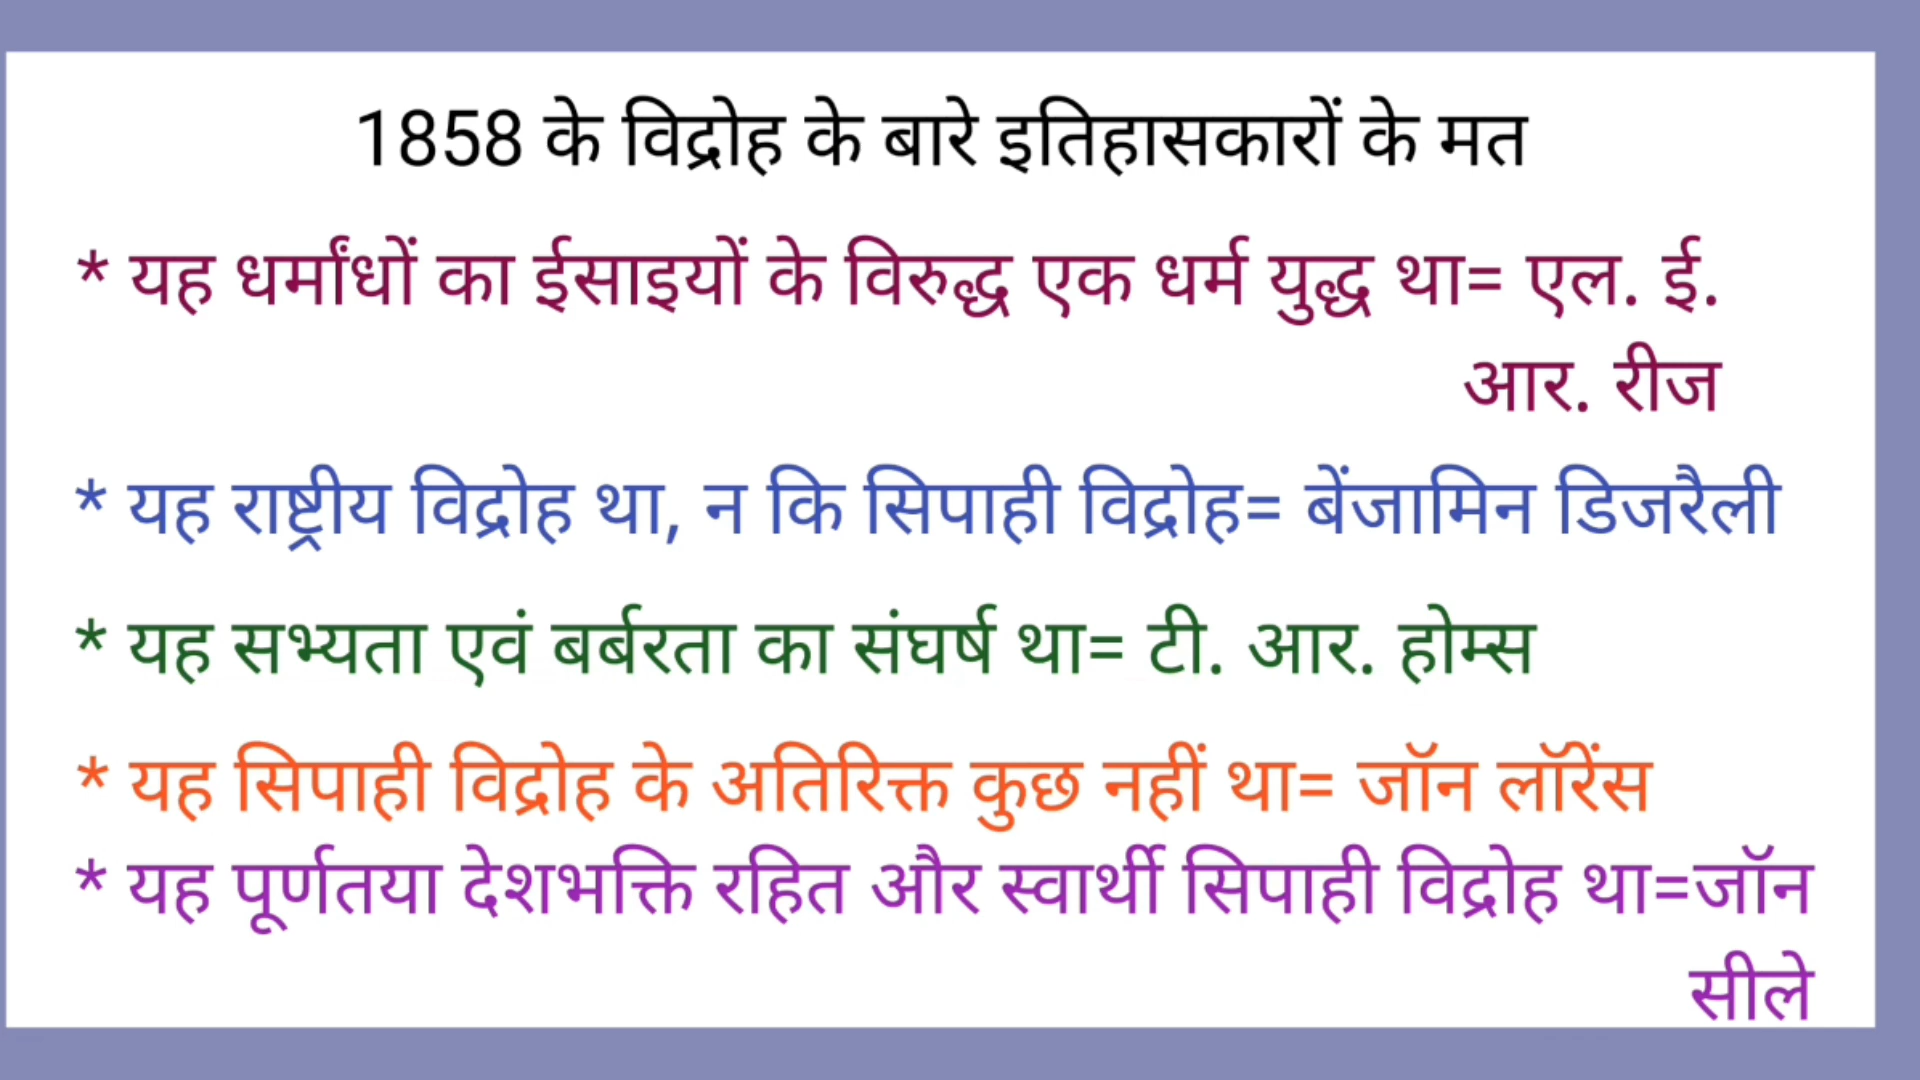 1858 के विद्रोह के बारे इतिहासकारों के मत
* यह धर्मांधों का ईसाइयों के विरुद्ध एक धर्म युद्ध था= एल. ई.
आर. रीज
* यह राष्ट्रीय विद्रोह था, न कि सिपाही विद्रोह= बेंजामिन डिजरैली
* यह सभ्यता एवं बर्बरता का संघर्ष था= टी. आर. होम्स
* यह सिपाही विद्रोह के अतिरिक्त कुछ नहीं था= जॉन लॉरेंस
* यह पूर्णतया देशभक्ति रहित और स्वार्थी सिपाही विद्रोह था=जॉन
सीले